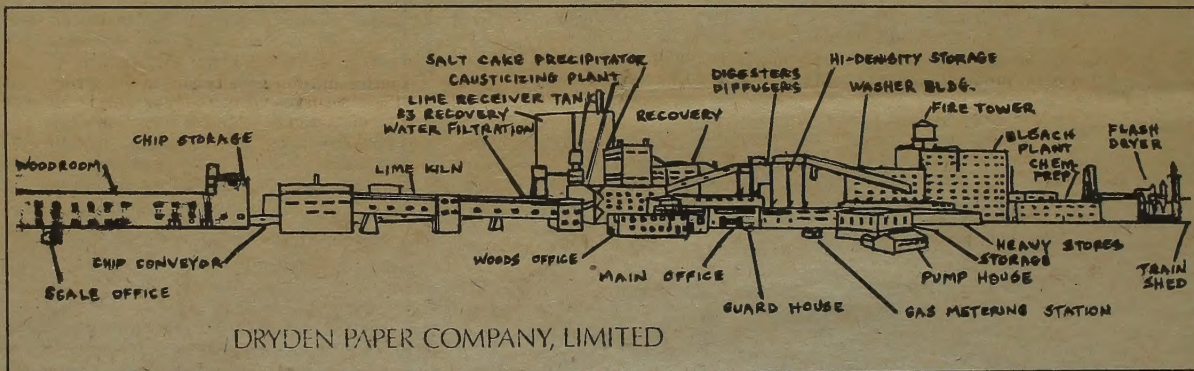 SALT CAKE PRECIPITATOR
CAUSTICIZING PLANT
LIME RECEIVER TANK
#3 RECOVERY
WATER FILTRATION
RECOVERY
DIGESTERS
DIFFUSERS
HI-DENSITY STORAGE
WASHER BLDG.
FIRE TOWER
BLEACH
PLANT
CHEM.
PREP
FLASH
DRYER
CHIP STORAGE
WOODROOM
LIME KILN
CHIP CONVEYOR
SCALE OFFICE
WOODS OFFICE
MAIN OFFICE
GUARD HOUSE
GAS METERING STATION
PUMP HOUSE
STORAGE
HEAVY STORES
TRAIN
SHED
DRYDEN PAPER COMPANY, LIMITED